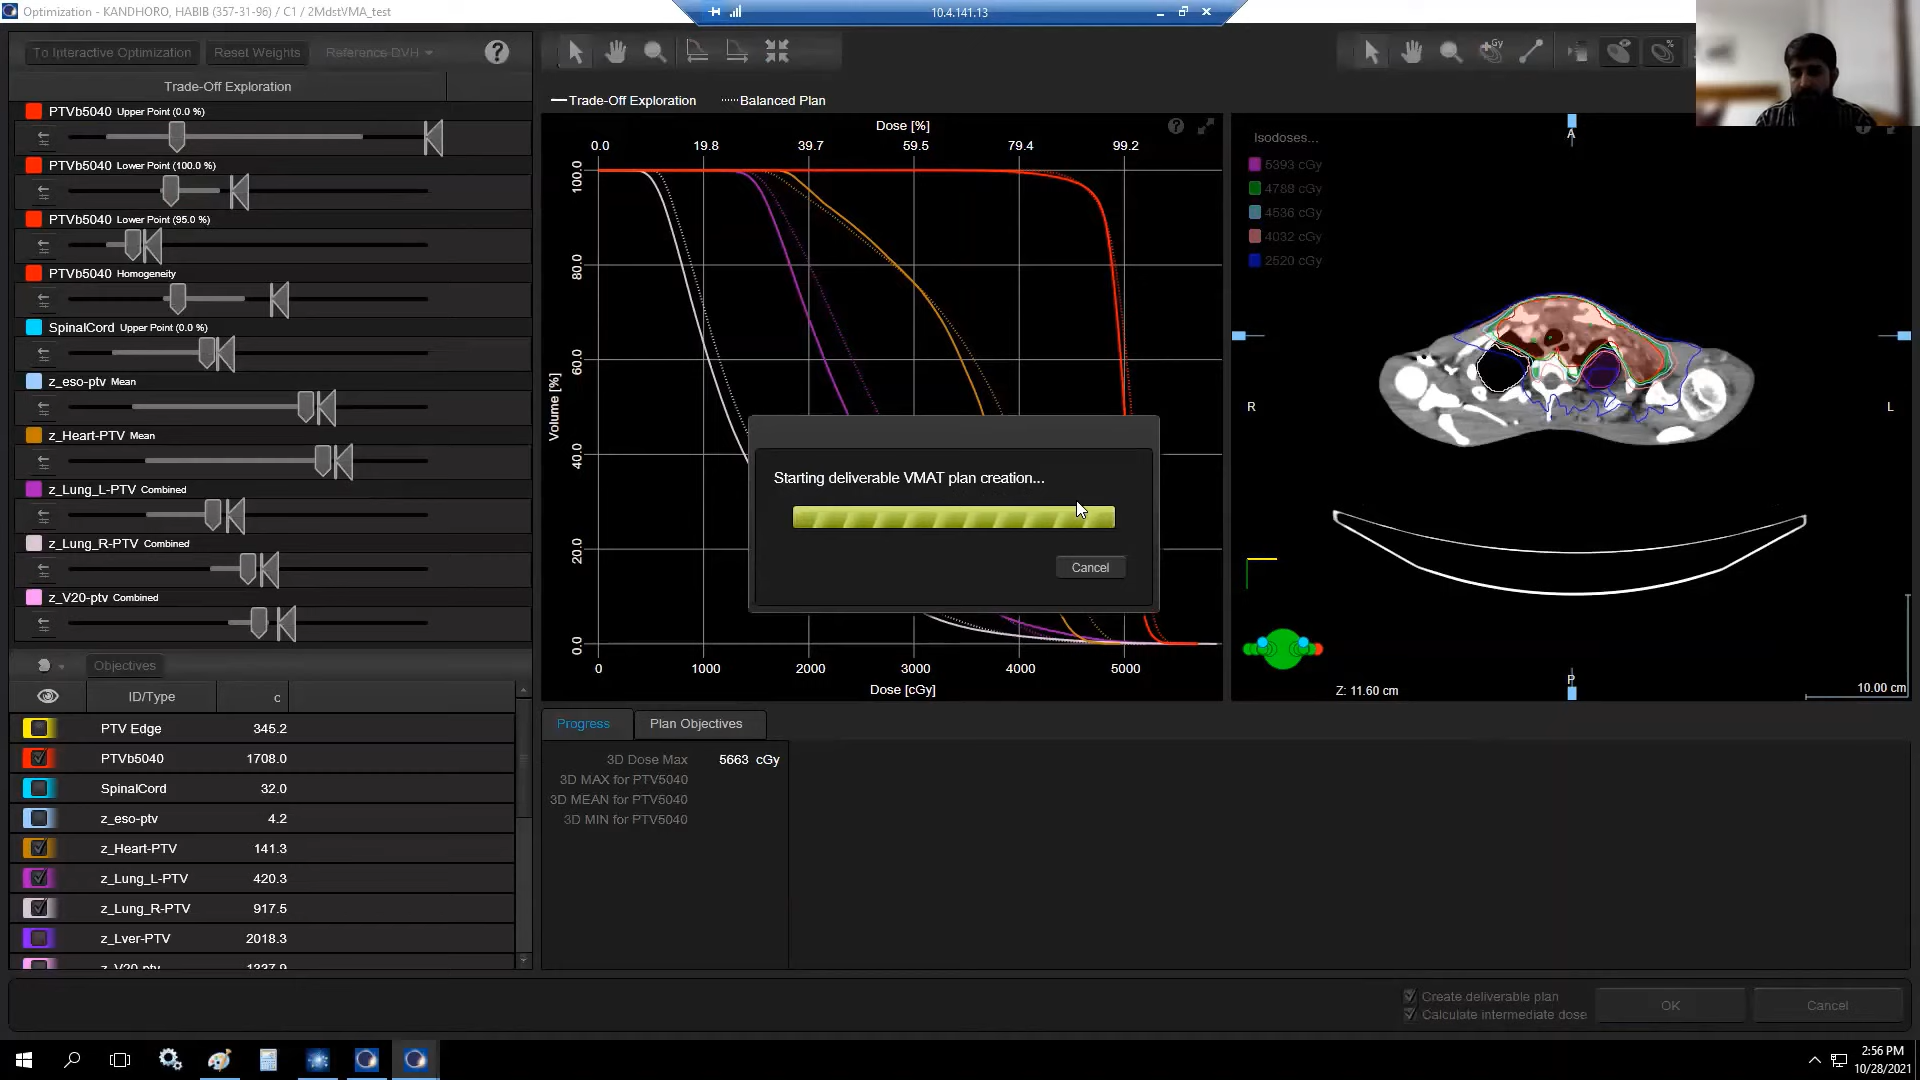 Optimization - KANDHORO, HABIB (357-31-96) / C1 / 2MdstVMA_test
10.4.141.13
To Interactive Optimization
Reset Weights
Reference-DVH
Trade-Off Exploration
PTVb5040 Upper Point (0.0 %)
PTVb5040 Lower Point (100.0 %)
PTVb5040 Lower Point (95.0 %)
PTVb5040 Homogeneity
SpinalCord Upper Point (0.0 %)
z_eso-ptv Mean
z_Heart-PTV Mean
z_Lung_L-PTV Combined
z_Lung_R-PTV Combined
z_V20-ptv Combined
Objectives
ID/Type c
PTV Edge 345.2
PTVb5040 1708.0
SpinalCord 32.0
z_eso-ptv 4.2
z_Heart-PTV 141.3
z_Lung_L-PTV 420.3
z_Lung_R-PTV 917.5
z_Lver-PTV 2018.3
z_V20-ptv 1337.9
Trade-Off Exploration
Balanced Plan
Dose [%]
0.0 19.8 39.7 59.5 79.4 99.2
Volume [%]
100.0
80.0
60.0
40.0
20.0
0.0
0 1000 2000 3000 4000 5000
Dose [cGy]
Starting deliverable VMAT plan creation...
Cancel
Progress
Plan Objectives
3D Dose Max 5663 cGy
3D MAX for PTV5040
3D MEAN for PTV5040
3D MIN for PTV5040
Gy
Isodoses...
5393 cGy
4788 cGy
4536 cGy
4032 cGy
2520 cGy
A
R
L
P
Z: 11.60 cm
10.00 cm
Create deliverable plan
Calculate intermediate dose
OK
Cancel
2:56 PM
10/28/2021